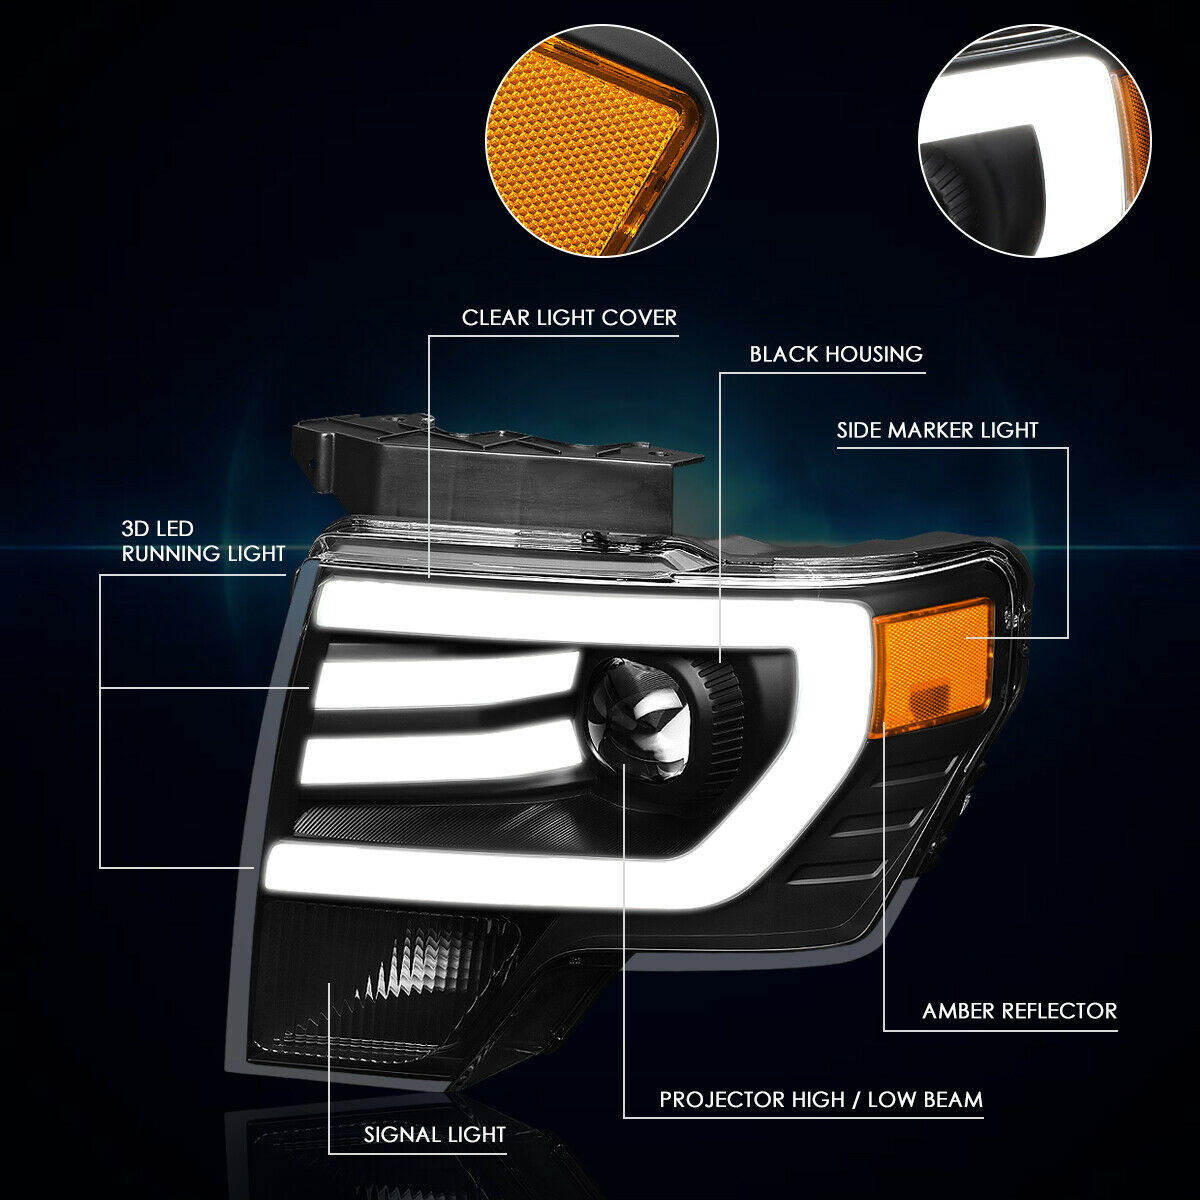 CLEAR LIGHT COVER
BLACK HOUSING
SIDE MARKER LIGHT
3D LED
RUNNING LIGHT
AMBER REFLECTOR
PROJECTOR HIGH / LOW BEAM
SIGNAL LIGHT